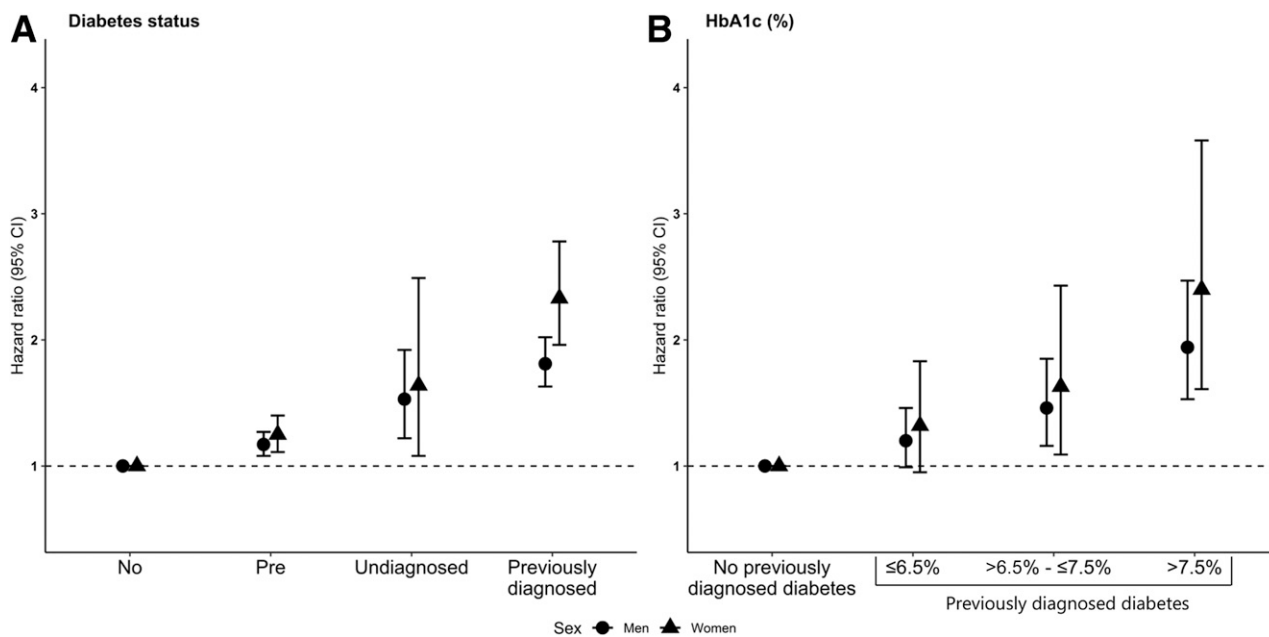 A Diabetes status
Hazard ratio (95% CI)
4
3
2
1
No
Pre
Undiagnosed
Previously
diagnosed
B HbA1c (%)
Hazard ratio (95% CI)
4
3
2
1
No previously
diagnosed diabetes
≤6.5%
>6.5% - ≤7.5%
>7.5%
Previously diagnosed diabetes
Sex Men Women